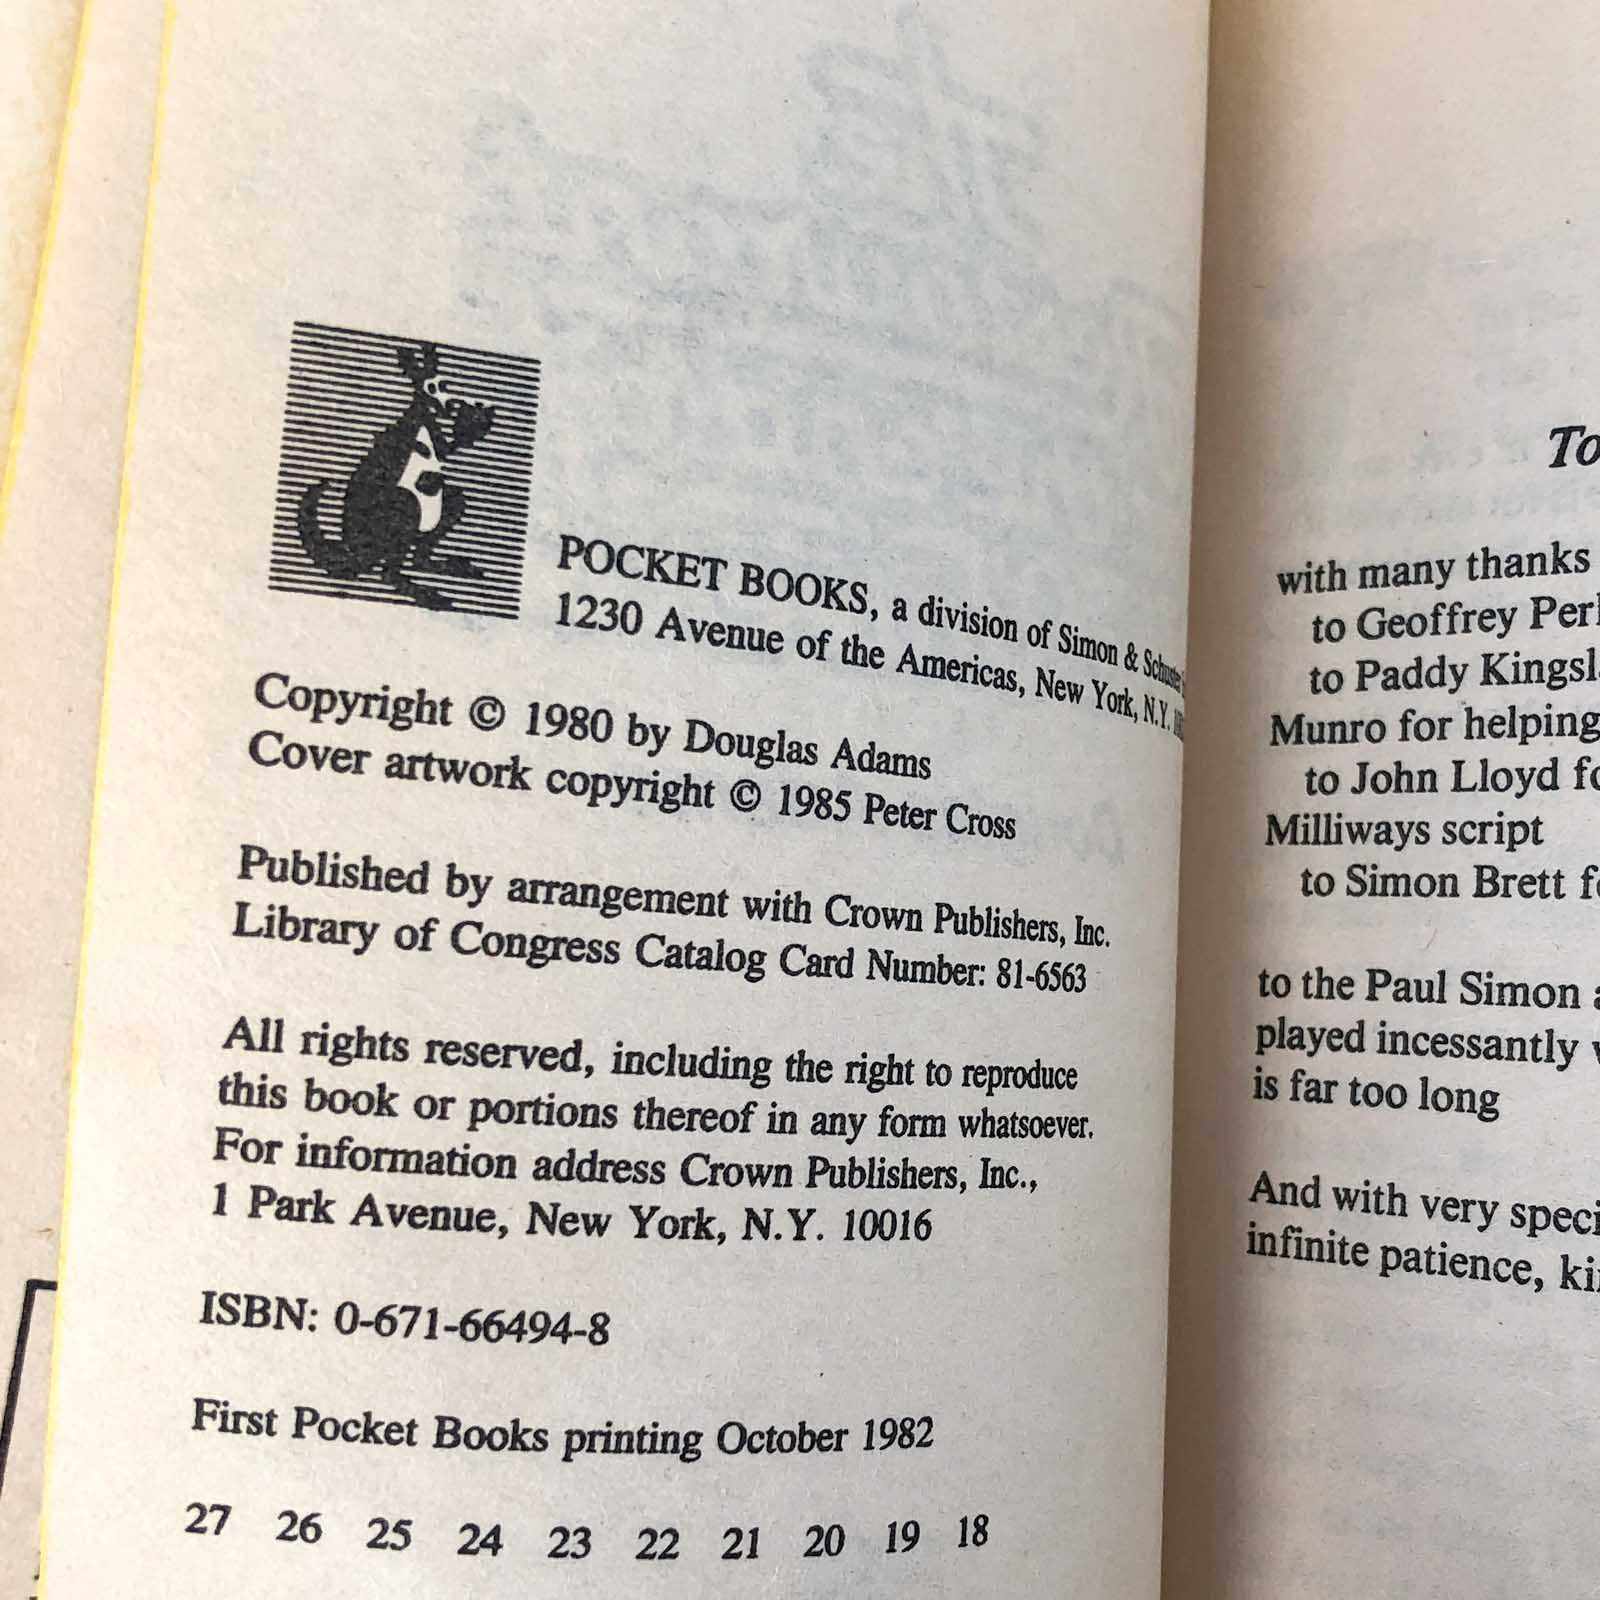 POCKET BOOKS, a division of Simon & Schuster
1230 Avenue of the Americas, New York, N.Y.
Copyright © 1980 by Douglas Adams
Cover artwork copyright © 1985 Peter Cross
Published by arrangement with Crown Publishers, Inc.
Library of Congress Catalog Card Number: 81-6563
All rights reserved, including the right to reproduce
this book or portions thereof in any form whatsoever.
For information address Crown Publishers, Inc.,
1 Park Avenue, New York, N.Y. 10016
ISBN: 0-671-66494-8
First Pocket Books printing October 1982
27 26 25 24 23 22 21 20 19 18
To
with many thanks
to Geoffrey
to Paddy
Munro for helping
to John Lloyd
Milliways script
to Simon Brett
to the Paul Simon
played incessantly
is far too long
And with very
infinite patience,